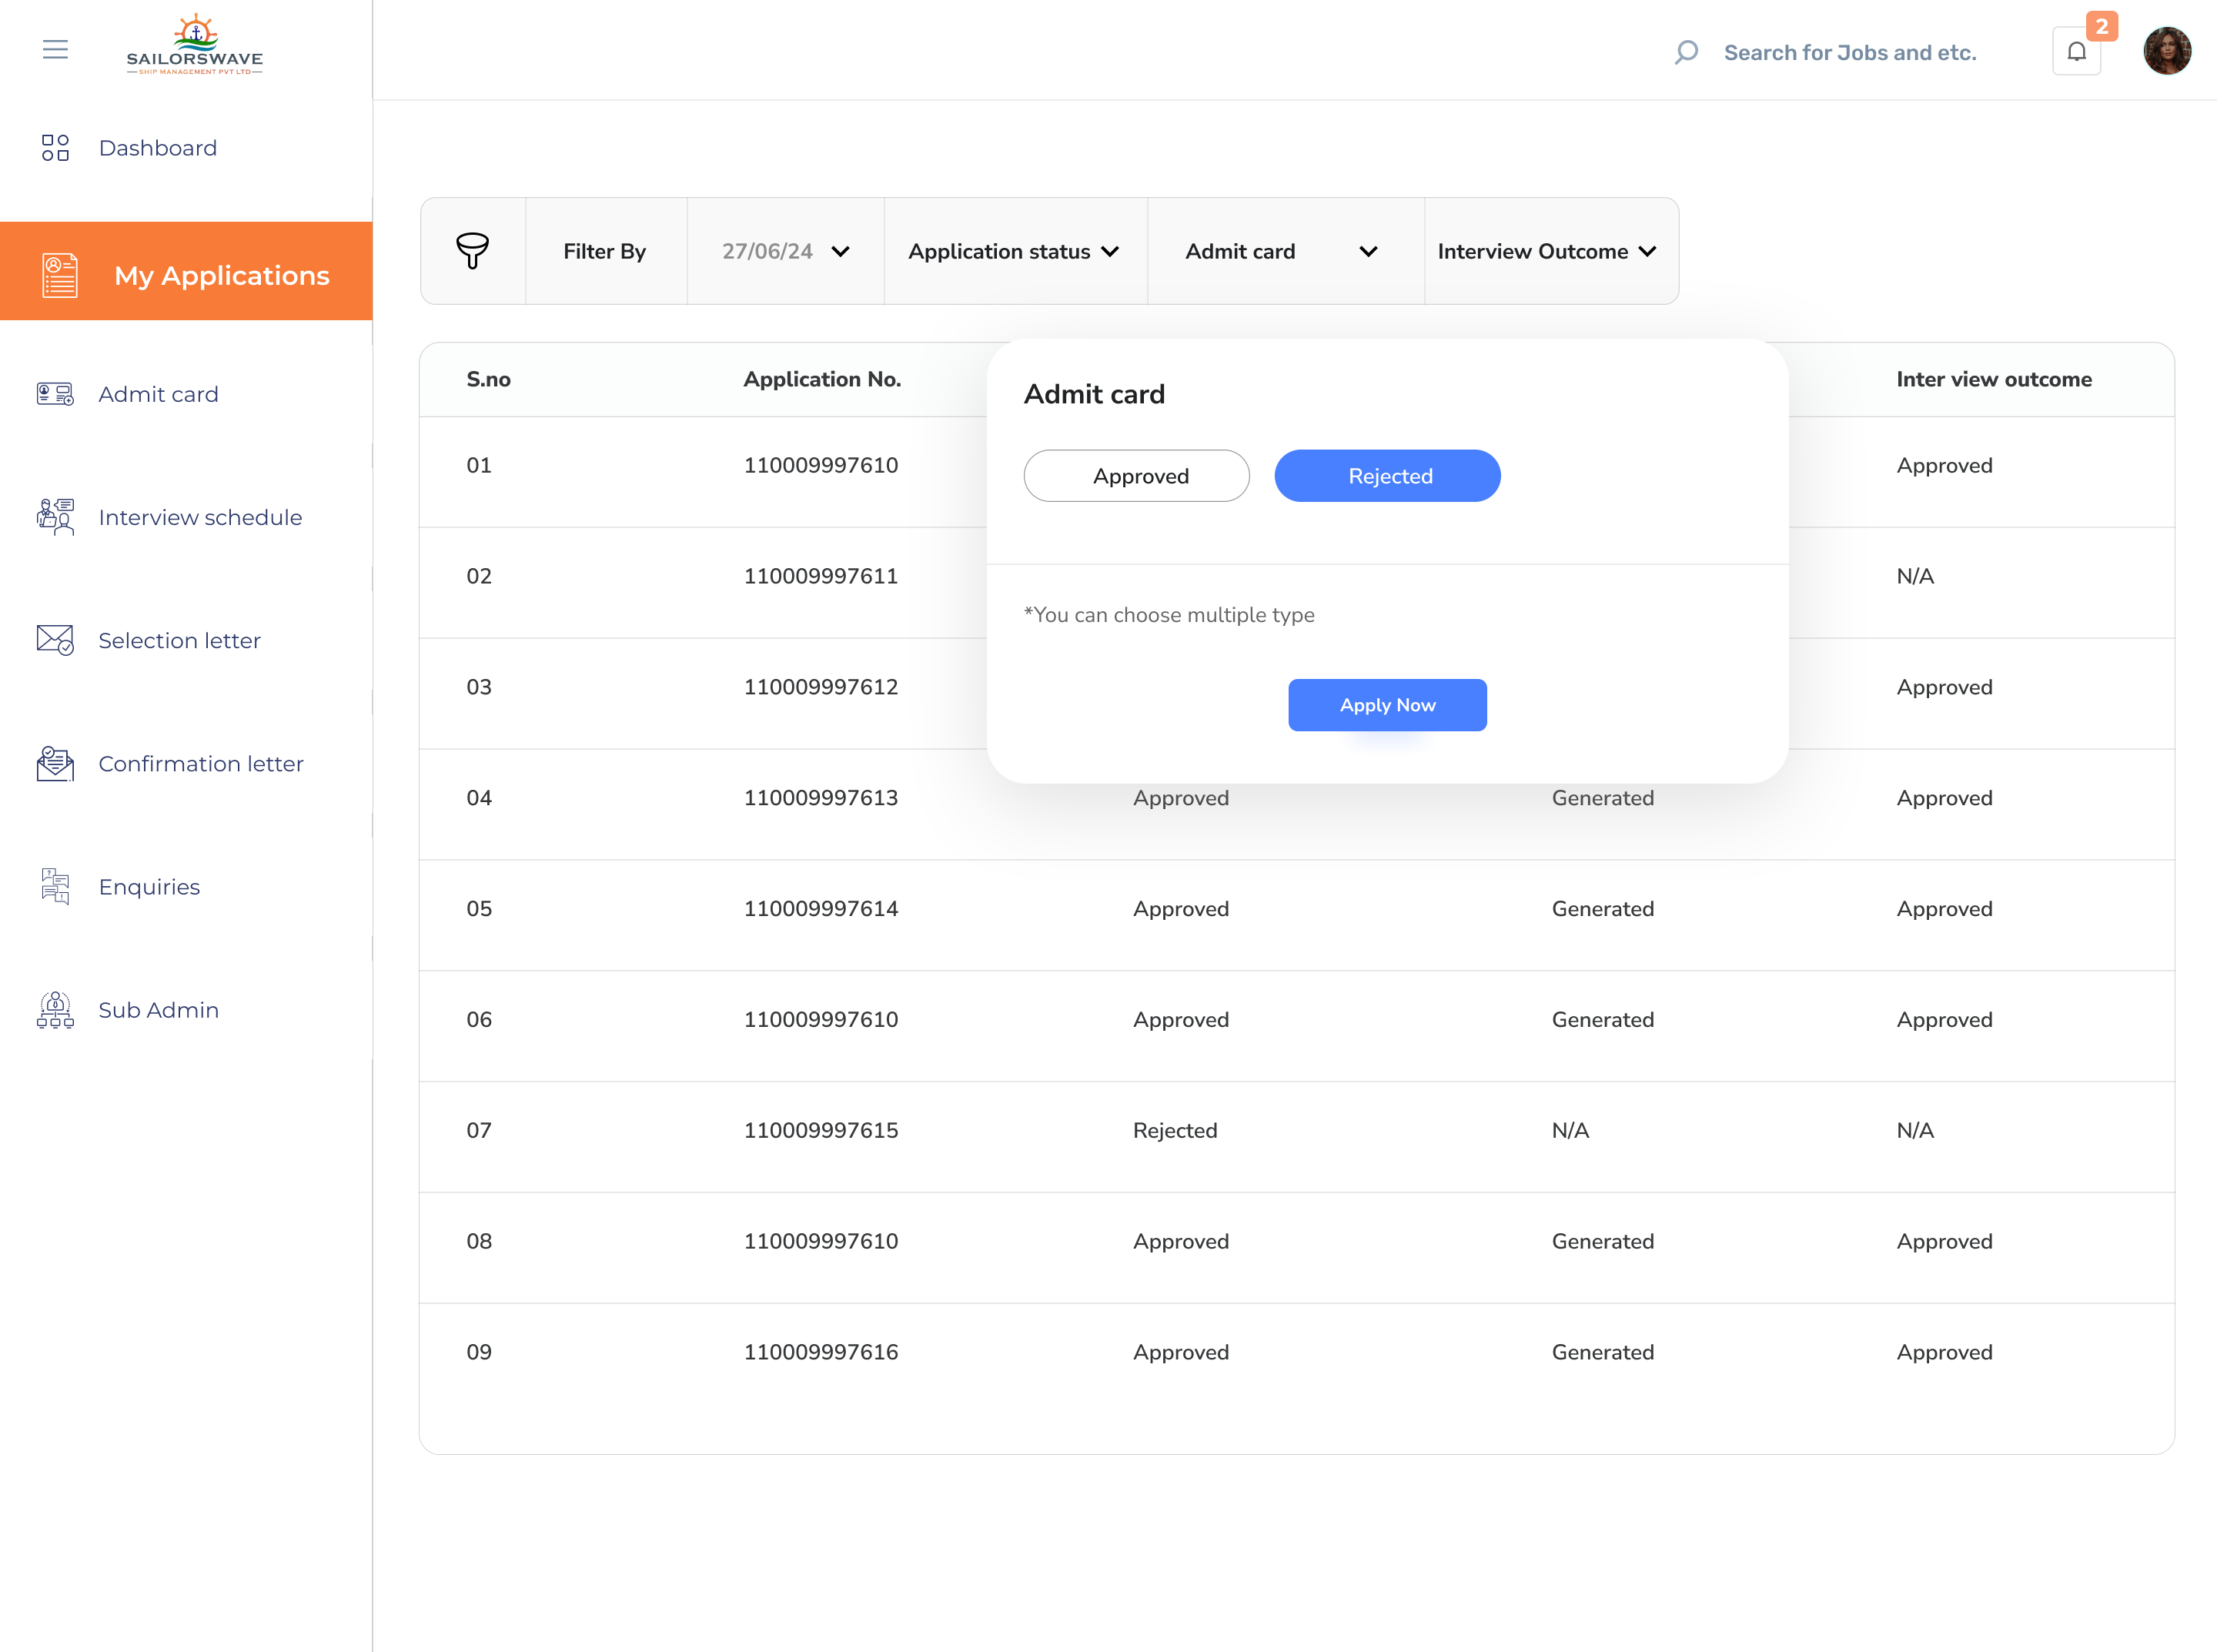 SAILORSWAVE
SHIP MANAGEMENT PVT LTD
Search for Jobs and etc.
2
Dashboard
My Applications
Admit card
Interview schedule
Selection letter
Confirmation letter
Enquiries
Sub Admin
Filter By 27/06/24 Application status Admit card Interview Outcome
S.no Application No. Inter view outcome
Admit card
Approved Rejected
*You can choose multiple type
Apply Now
01 110009997610 Approved
02 110009997611 N/A
03 110009997612 Approved
04 110009997613 Approved Generated Approved
05 110009997614 Approved Generated Approved
06 110009997610 Approved Generated Approved
07 110009997615 Rejected N/A N/A
08 110009997610 Approved Generated Approved
09 110009997616 Approved Generated Approved